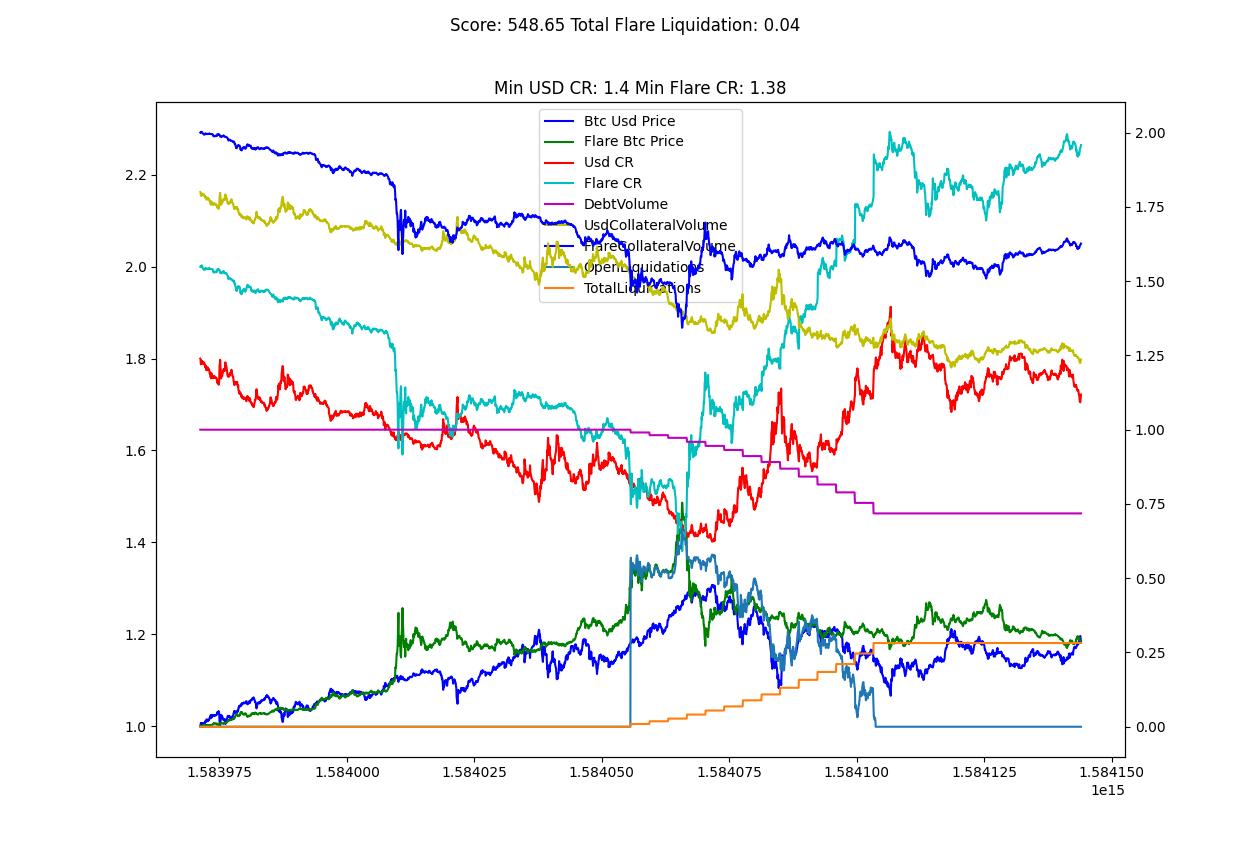 Score: 548.65 Total Flare Liquidation: 0.04
Min USD CR: 1.4 Min Flare CR: 1.38
Btc Usd Price
Flare Btc Price
Usd CR
Flare CR
DebtVolume
UsdCollateralVolume
FlareCollateralVolume
OpenLiquidations
TotalLiquidations
2.2
2.0
1.8
1.6
1.4
1.2
1.0
2.00
1.75
1.50
1.25
1.00
0.75
0.50
0.25
0.00
1.583975
1.584000
1.584025
1.584050
1.584075
1.584100
1.584125
1.584150
1e15